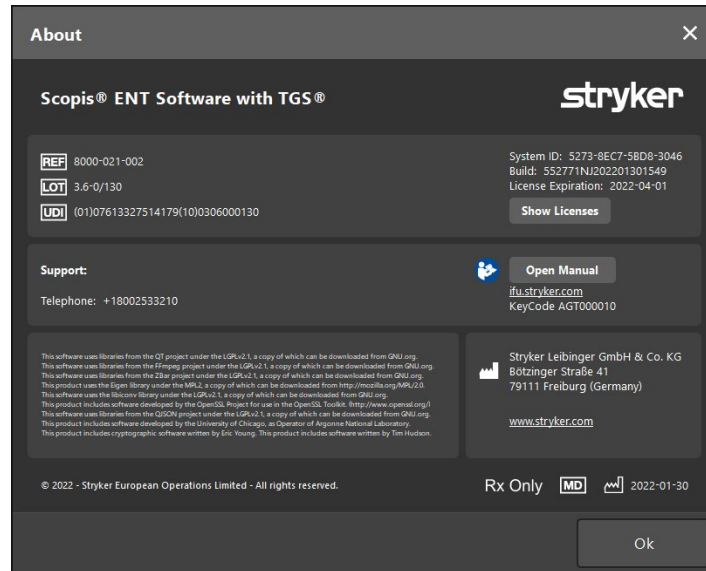 About
Scopis® ENT Software with TGS®
stryker
REF 8000-021-002
LOT 3.6-0/130
UDI (01)07613327514179(10)0306000130
System ID: 5273-8EC7-5BD8-3046
Build: 552771NJ202201301549
License Expiration: 2022-04-01
Show Licenses
Support:
Telephone: +18002533210
Open Manual
ifu.stryker.com
KeyCode AGT000010
This software uses libraries from the QT project under the LGPLv2.1, a copy of which can be downloaded from GNU.org.
This software uses libraries from the FFmpeg project under the LGPLv2.1, a copy of which can be downloaded from GNU.org.
This software uses libraries from the ZBar project under the LGPLv2.1, a copy of which can be downloaded from GNU.org.
This product uses the Eigen library under the MPL2, a copy of which can be downloaded from http://mozilla.org/MPL/2.0.
This software uses the libiconv library under the LGPLv2.1, a copy of which can be downloaded from GNU.org.
This product includes software developed by the OpenSSL Project for use in the OpenSSL Toolkit. (http://www.openssl.org/)
This software uses libraries from the QJSON project under the LGPLv2.1, a copy of which can be downloaded from GNU.org.
This product includes software developed by the University of Chicago, as Operator of Argonne National Laboratory.
This product includes cryptographic software written by Eric Young. This product includes software written by Tim Hudson.
Stryker Leibinger GmbH & Co. KG
Bötzinger Straße 41
79111 Freiburg (Germany)
www.stryker.com
© 2022 - Stryker European Operations Limited - All rights reserved.
Rx Only MD 2022-01-30
Ok